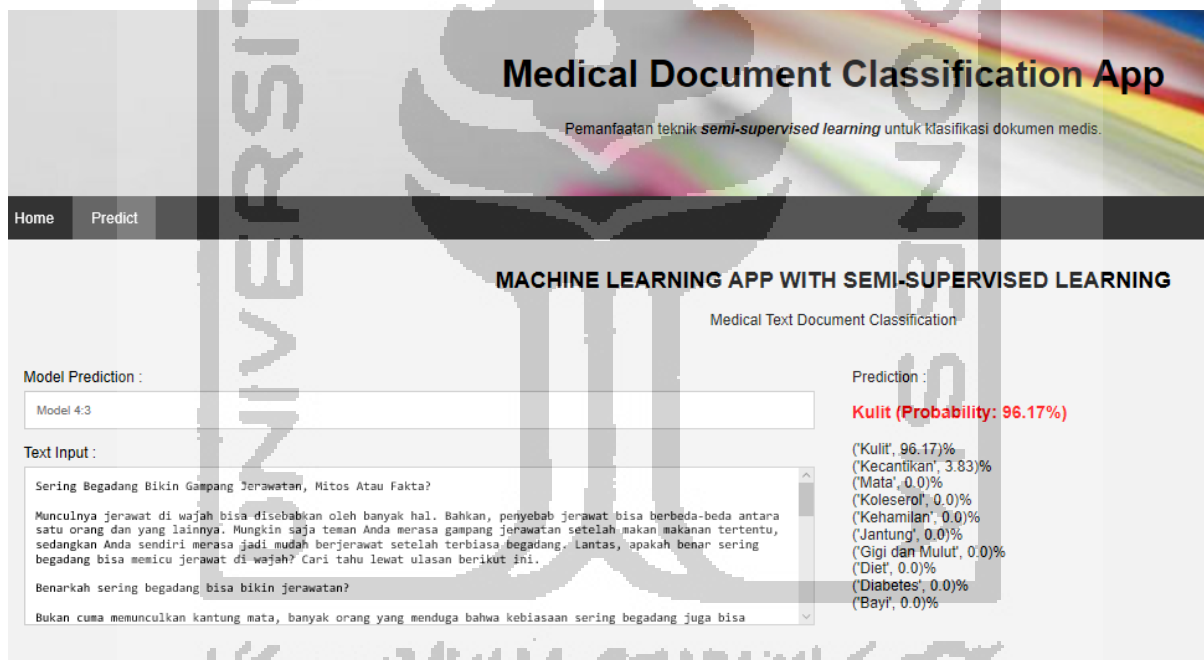 Medical Document Classification App
Pemanfaatan teknik semi-supervised learning untuk klasifikasi dokumen medis.
Home Predict
MACHINE LEARNING APP WITH SEMI-SUPERVISED LEARNING
Medical Text Document Classification
Model Prediction :
Model 4:3
Text Input :
Sering Begadang Bikin Gampang Jerawatan, Mitos Atau Fakta?
Munculnya jerawat di wajah bisa disebabkan oleh banyak hal. Bahkan, penyebab jerawat bisa berbeda-beda antara
satu orang dan yang lainnya. Mungkin saja teman Anda merasa gampang jerawatan setelah makan makanan tertentu,
sedangkan Anda sendiri merasa jadi mudah berjerawat setelah terbiasa begadang. Lantas, apakah benar sering
begadang bisa memicu jerawat di wajah? Cari tahu lewat ulasan berikut ini.
Benarkah sering begadang bisa bikin jerawatan?
Bukan cuma memunculkan kantung mata, banyak orang yang menduga bahwa kebiasaan sering begadang juga bisa
Prediction :
Kulit (Probability: 96.17%)
('Kulit', 96.17)%
('Kecantikan', 3.83)%
('Mata', 0.0)%
('Koleserol', 0.0)%
('Kehamilan', 0.0)%
('Jantung', 0.0)%
('Gigi dan Mulut', 0.0)%
('Diet', 0.0)%
('Diabetes', 0.0)%
('Bayi', 0.0)%